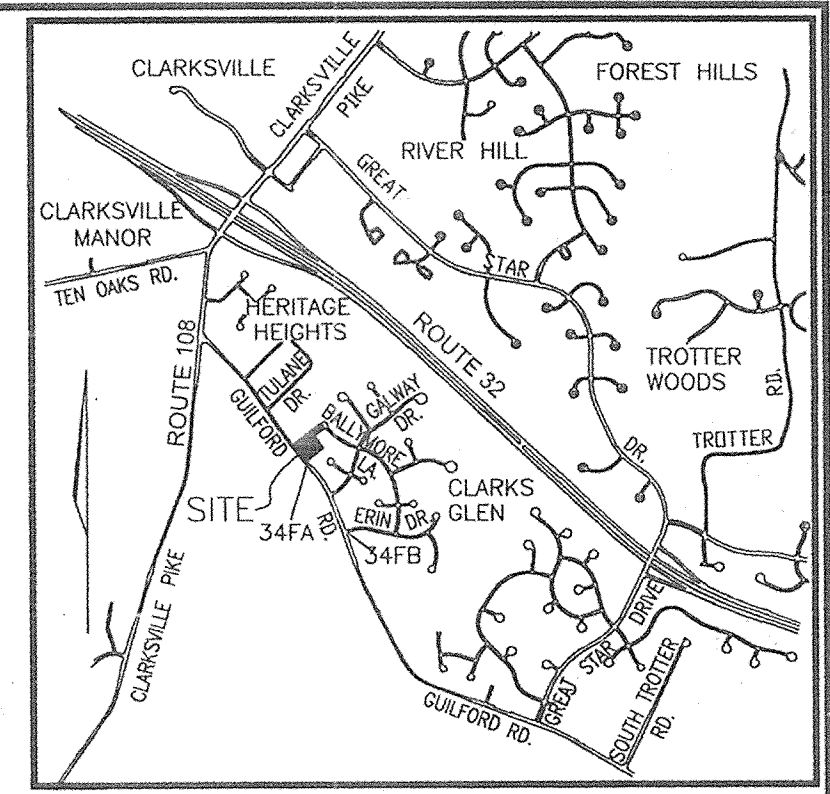 CLARKSVILLE
CLARKSVILLE
PIKE
FOREST HILLS
RIVER HILL
GREAT
STAR
DR.
CLARKSVILLE
MANOR
TEN OAKS RD.
HERITAGE
HEIGHTS
ROUTE 32
ROUTE 108
TULANE
DR.
GUILFORD
RD.
GALWAY
DR.
BALLYMORE
LA.
TROTTER
WOODS
TROTTER
RD.
SITE
34FA
34FB
ERIN DR.
CLARKS
GLEN
CLARKSVILLE PIKE
GREAT STAR DRIVE
GUILFORD RD.
SOUTH TROTTER
RD.